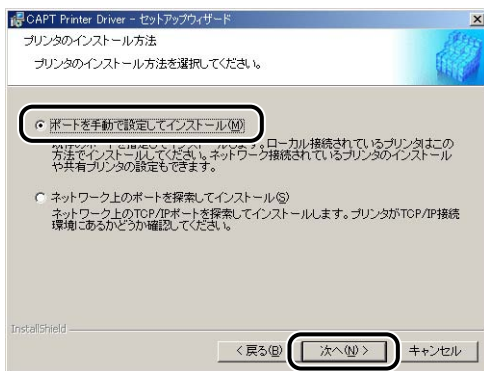 CAPT Printer Driver - セットアップウィザード
プリンタのインストール方法
プリンタのインストール方法を選択してください。
ポートを手動で設定してインストール(M)
します。ローカル接続されているプリンタはこの
方法でインストールしてください。ネットワーク接続されているプリンタのインストール
や共有プリンタの設定もできます。
ネットワーク上のポートを探索してインストール(S)
ネットワーク上のTCP/IPポートを探索してインストールします。プリンタがTCP/IP接続
環境にあるかどうか確認してください。
InstallShield
< 戻る(B)
次へ(N) >
キャンセル